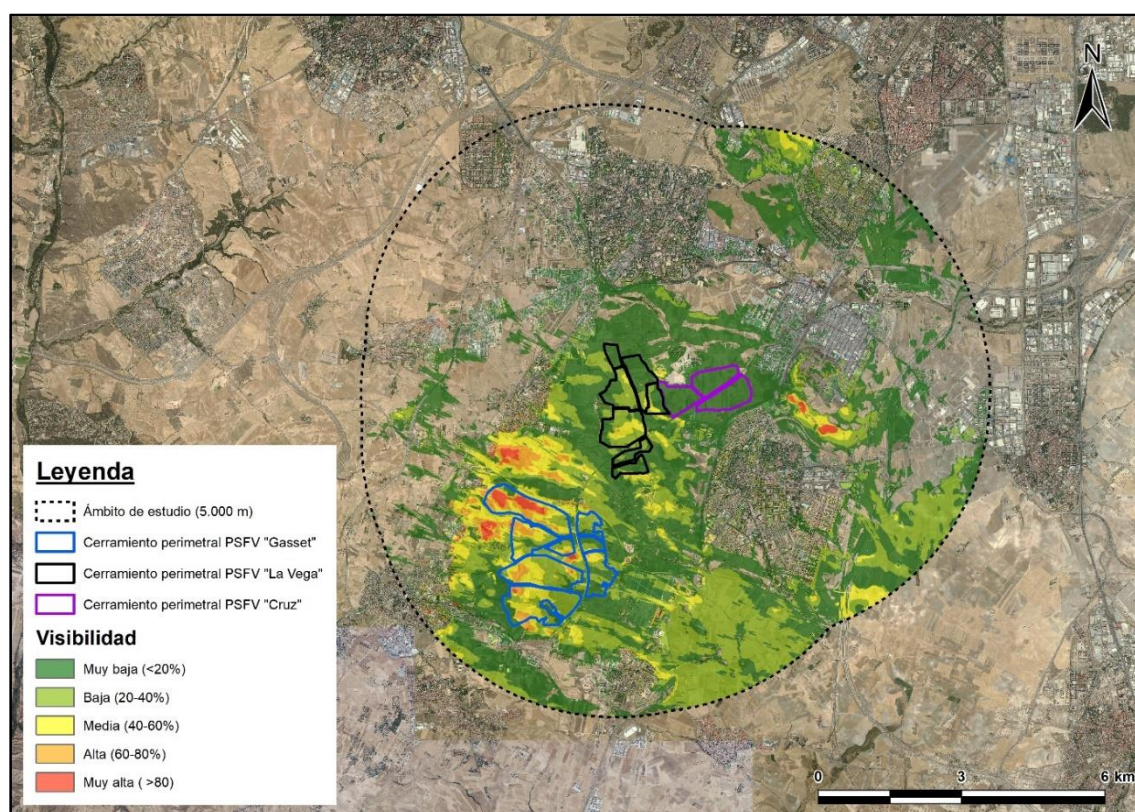 N
Leyenda
Ámbito de estudio (5.000 m)
Cerramiento perimetral PSFV "Gasset"
Cerramiento perimetral PSFV "La Vega"
Cerramiento perimetral PSFV "Cruz"
Visibilidad
Muy baja (<20%)
Baja (20-40%)
Media (40-60%)
Alta (60-80%)
Muy alta ( >80)
0 3 6 km